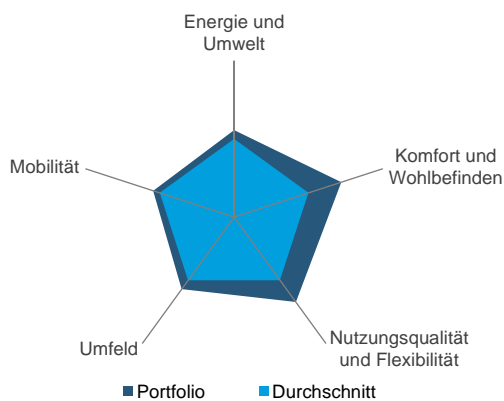 Energie und
Umwelt
Mobilität
Komfort und
Wohlbefinden
Umfeld
Nutzungsqualität
und Flexibilität
Portfolio
Durchschnitt